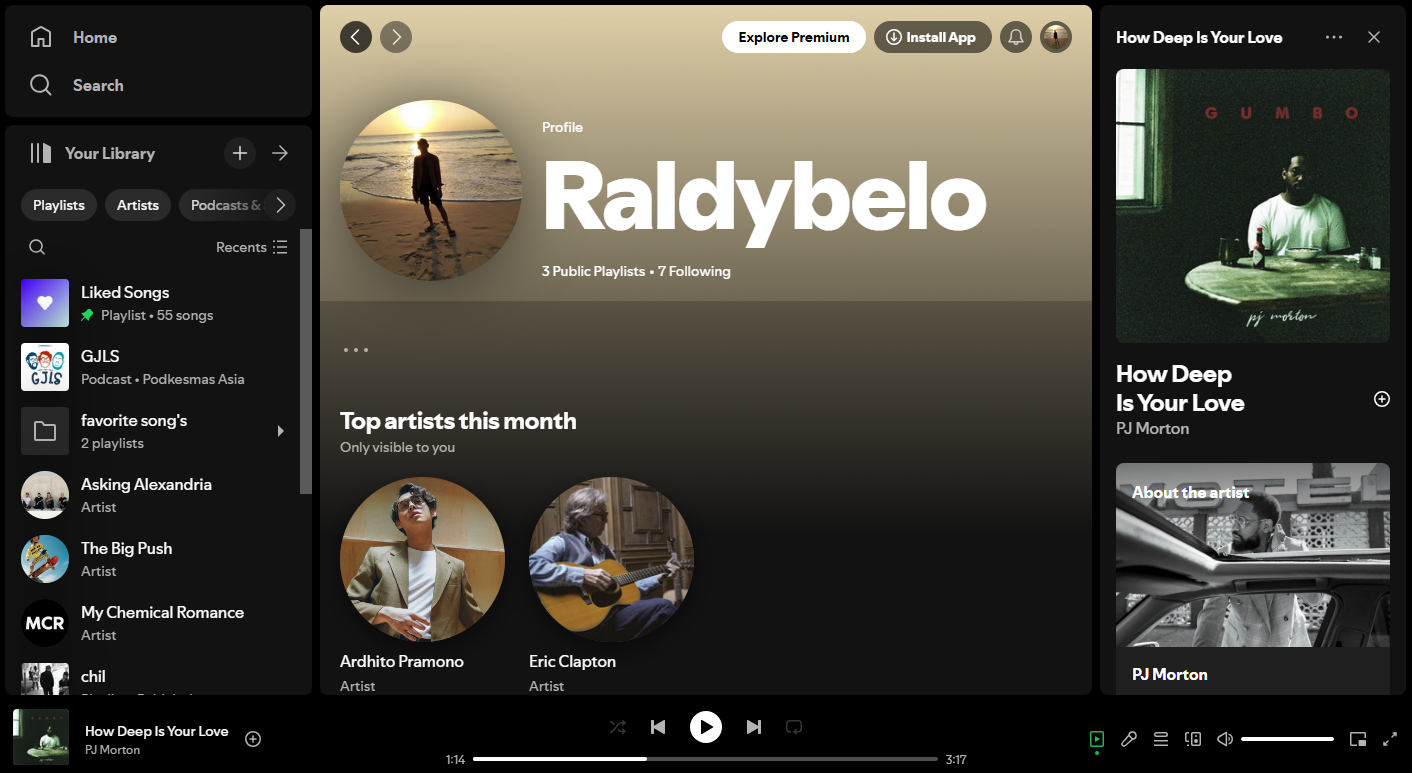 Home
Search
Your Library
Playlists
Artists
Podcasts &
Recents
Liked Songs
Playlist • 55 songs
GJLS
GJLS
Podcast • Podkesmas Asia
favorite song's
2 playlists
Asking Alexandria
Artist
The Big Push
Artist
MCR
My Chemical Romance
Artist
chil
Explore Premium
Install App
Profile
Raldybelo
3 Public Playlists • 7 Following
Top artists this month
Only visible to you
Ardhito Pramono
Artist
Eric Clapton
Artist
How Deep Is Your Love
GUMBO
pj morton
How Deep
Is Your Love
PJ Morton
About the artist
PJ Morton
How Deep Is Your Love
PJ Morton
1:14
3:17